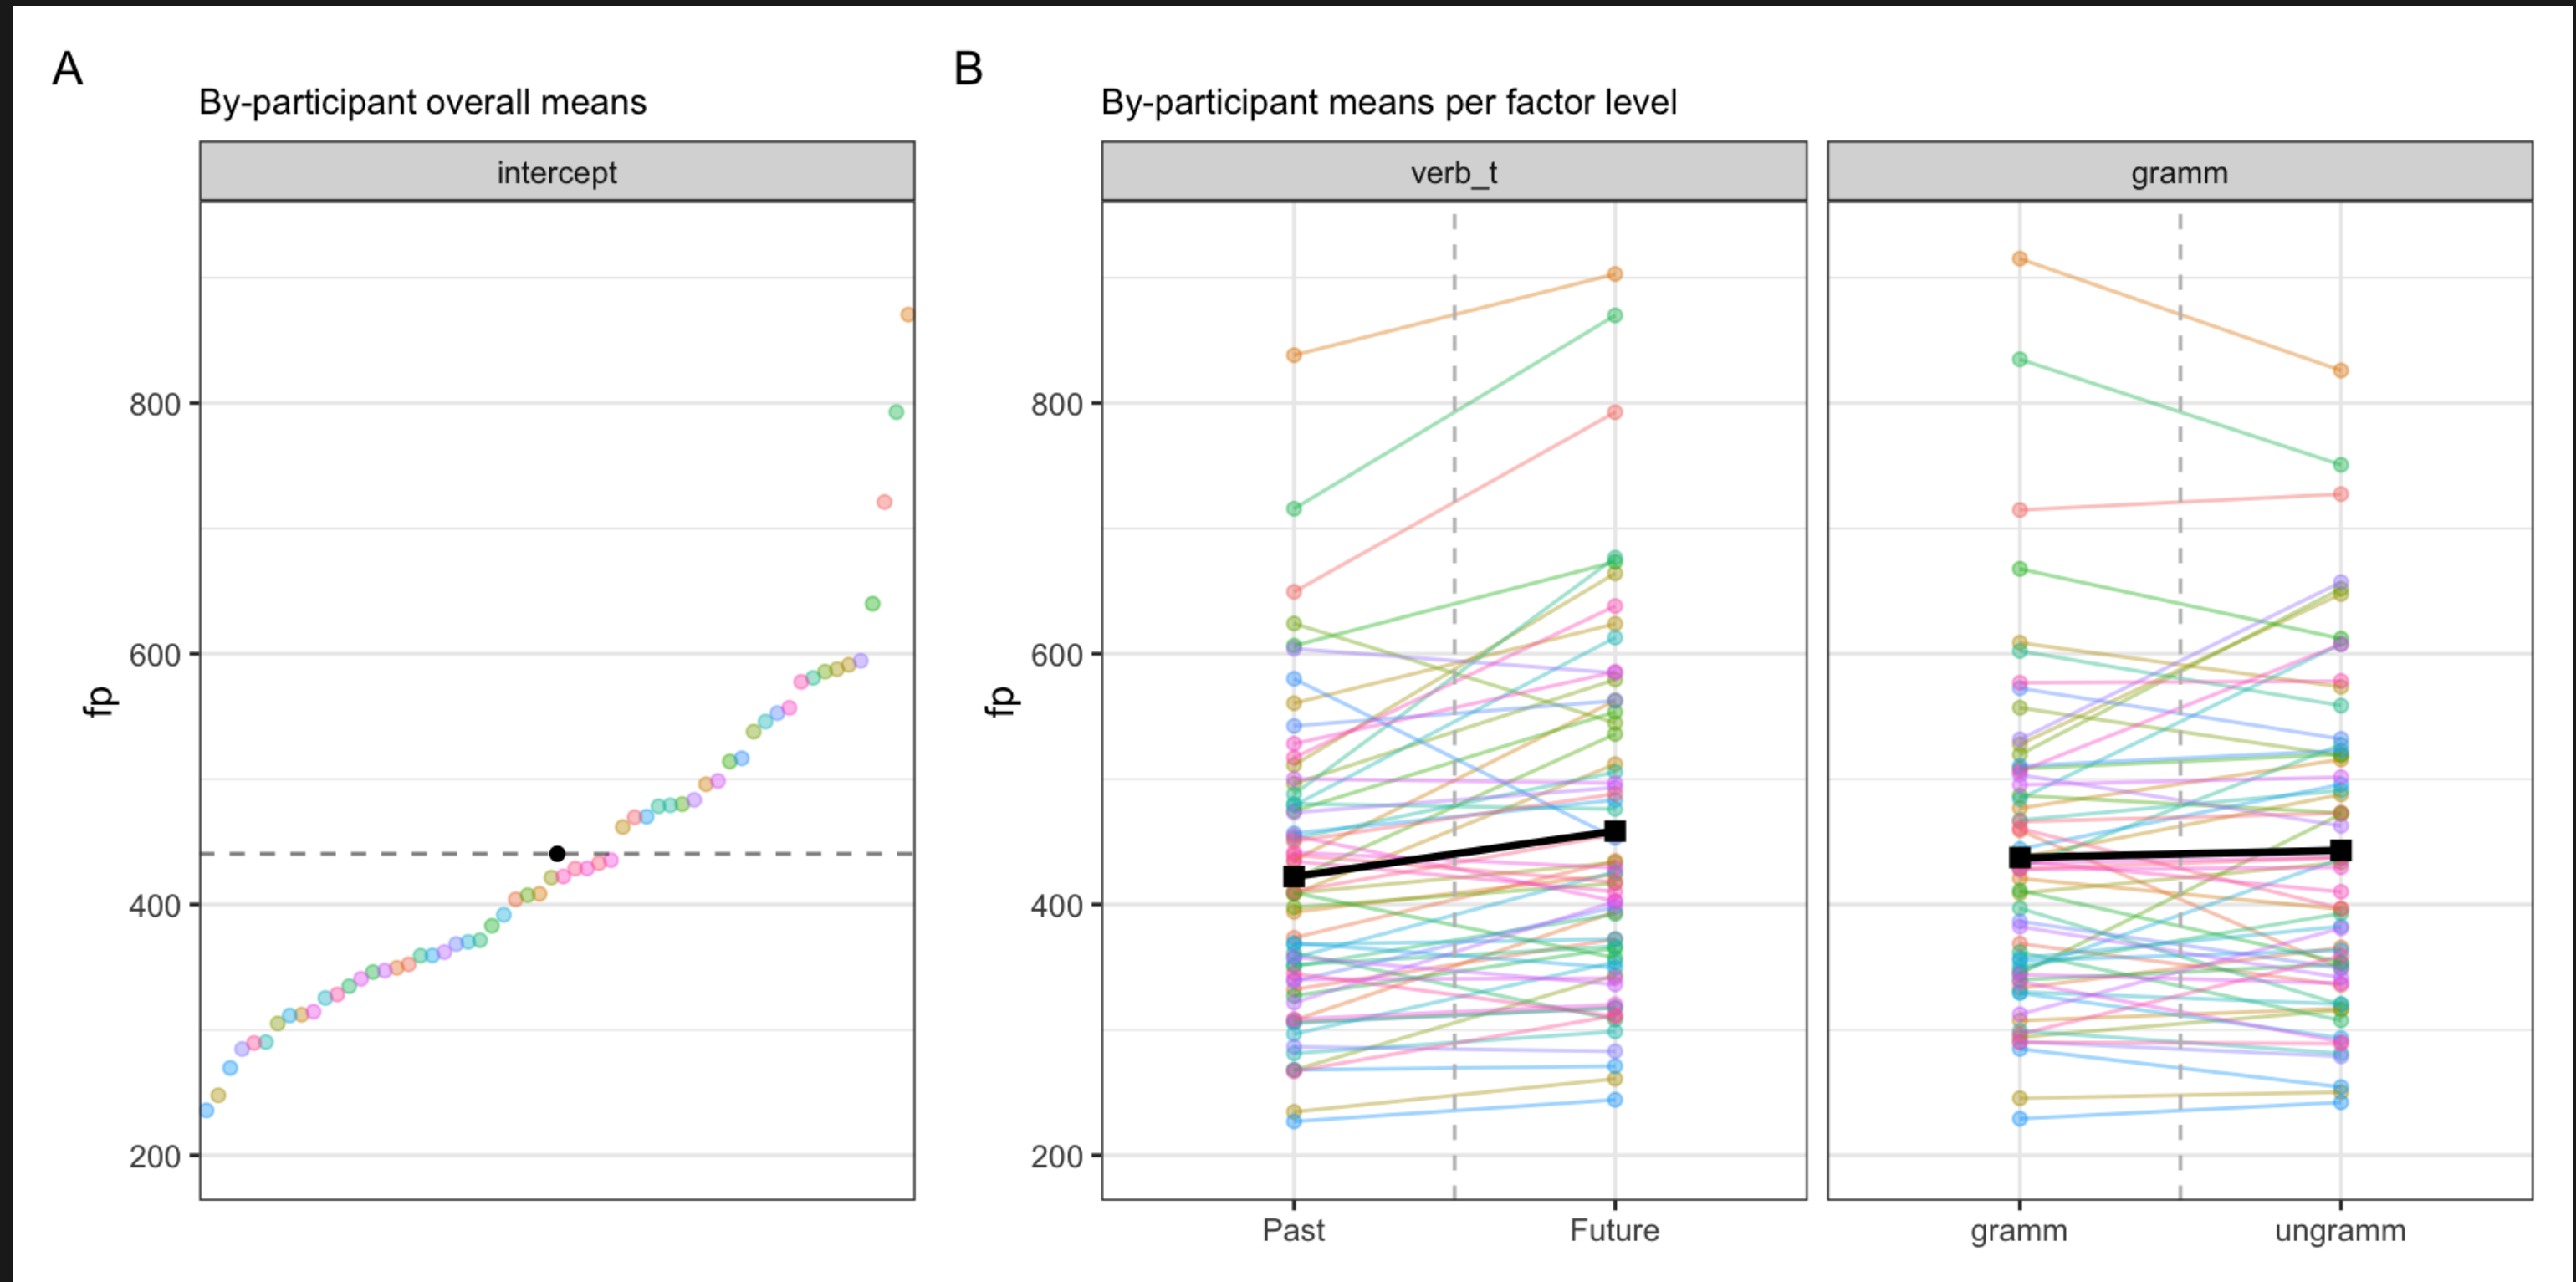 A
By-participant overall means
intercept
fp
800
600
400
200
B
By-participant means per factor level
verb_t
gramm
fp
800
600
400
200
Past
Future
gramm
ungramm